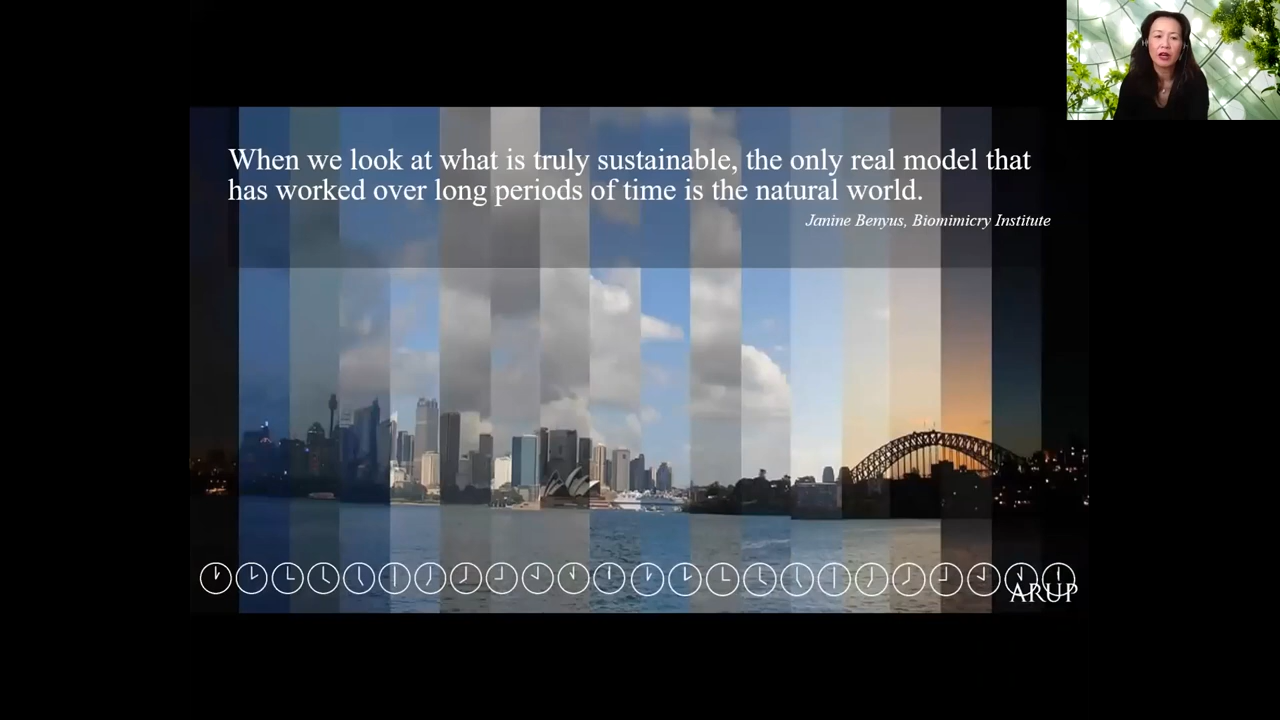 When we look at what is truly sustainable, the only real model that
has worked over long periods of time is the natural world.
Janine Benyus, Biomimicry Institute
ARUP